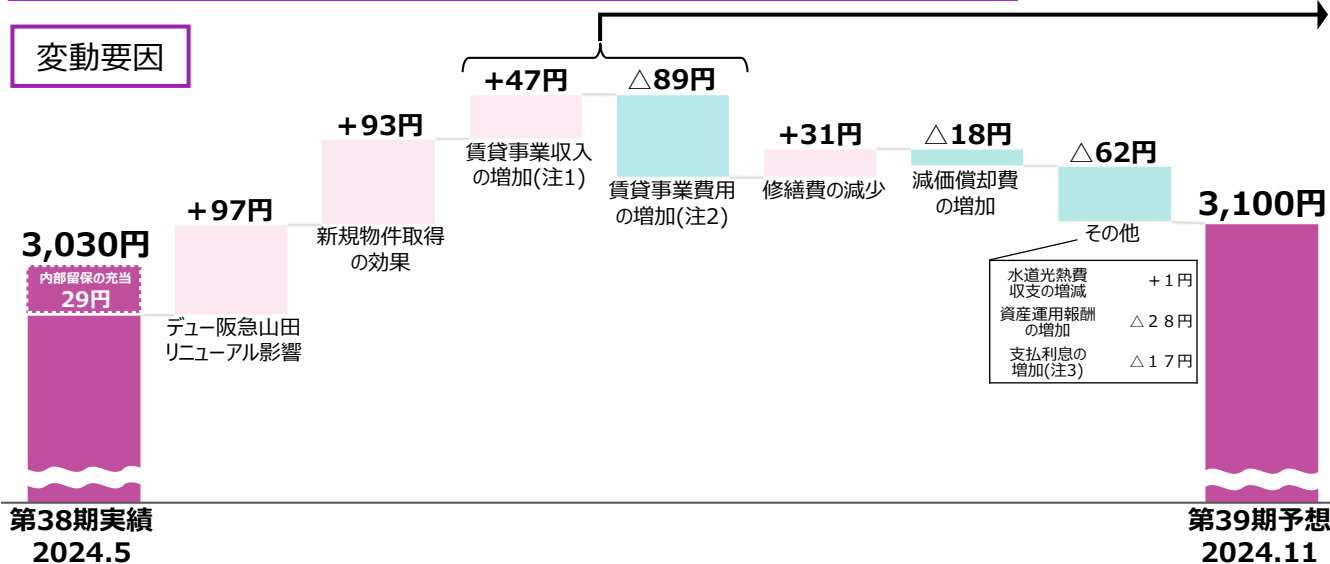 変動要因
3,030円
内部留保の充当
29円
+97円
デュー阪急山田
リニューアル影響
+93円
新規物件取得
の効果
+47円
賃貸事業収入
の増加(注1)
△89円
賃貸事業費用
の増加(注2)
+31円
修繕費の減少
△18円
減価償却費
の増加
△62円
その他
水道光熱費
収支の増減
+1円
資産運用報酬
の増加
△28円
支払利息の
増加(注3)
△17円
3,100円
第38期実績
2024.5
第39期予想
2024.11